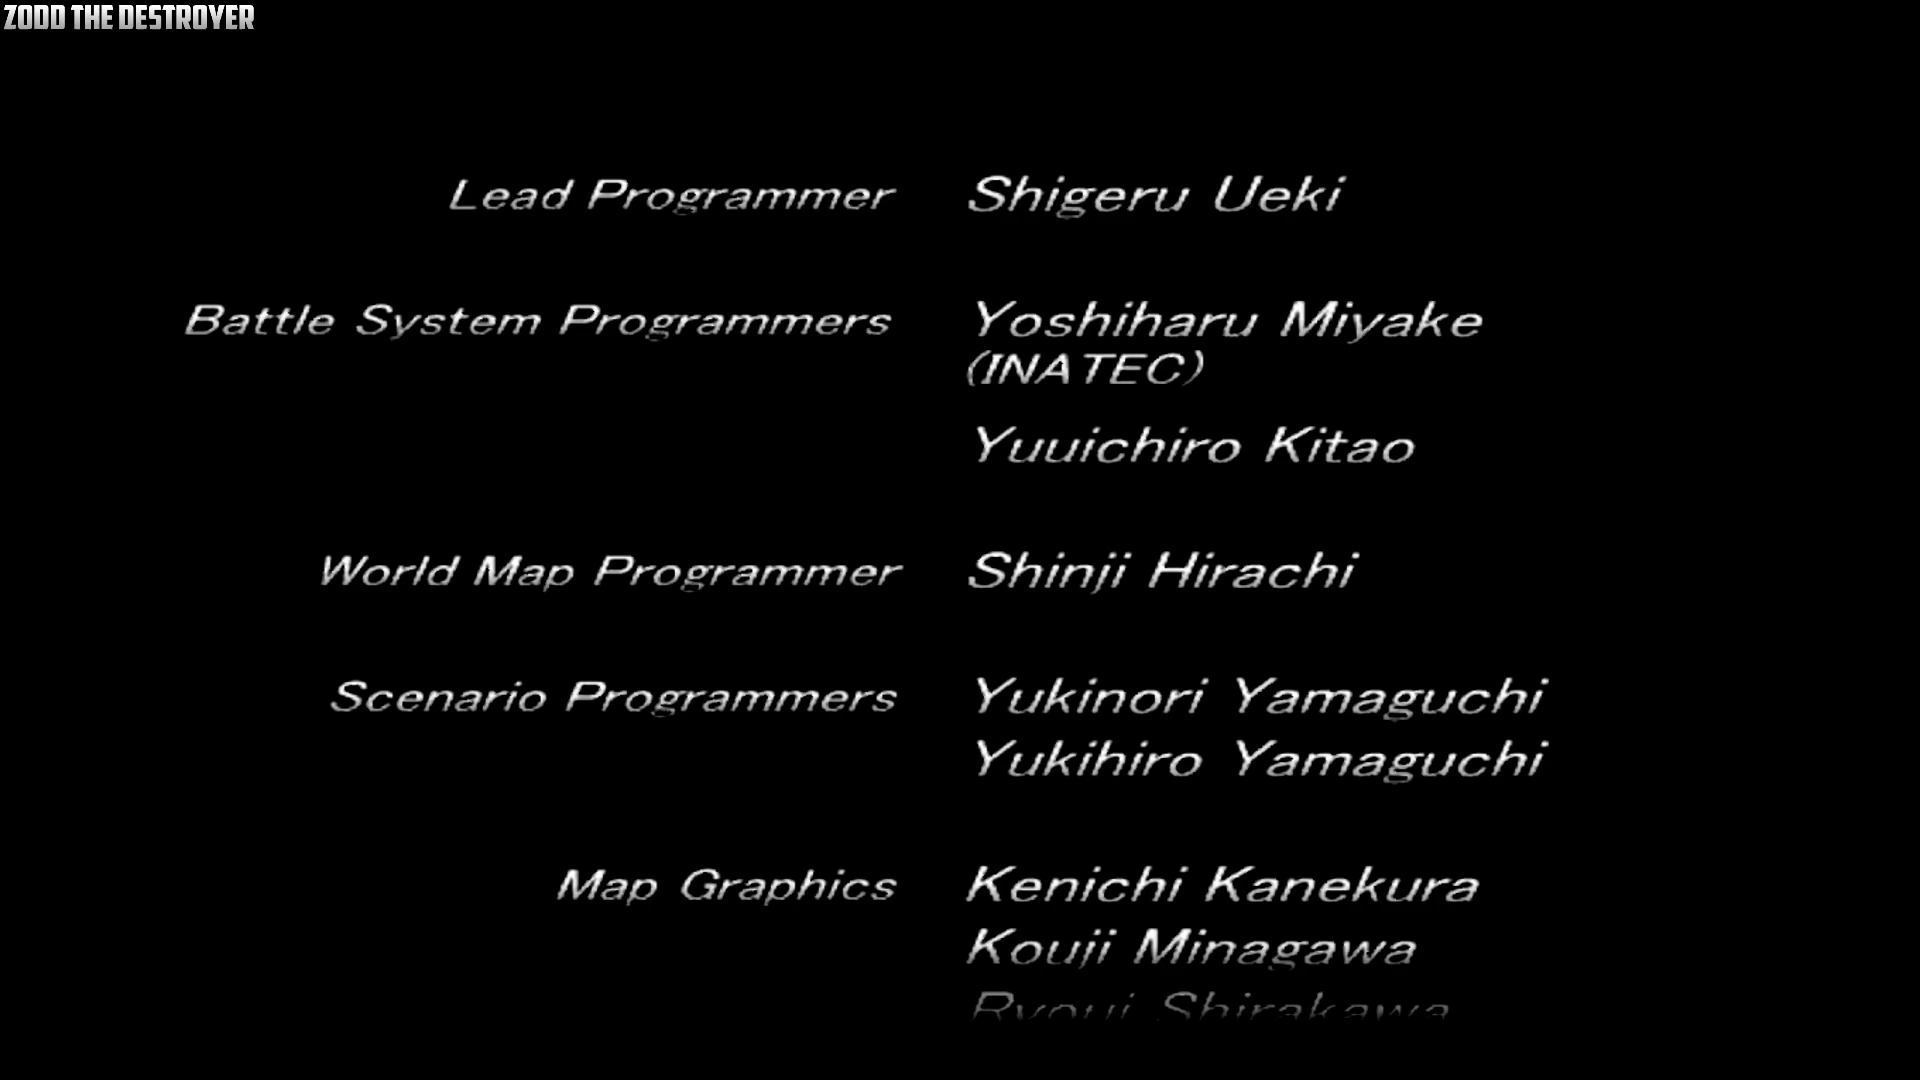 ZODD THE DESTROYER
Lead Programmer Shigeru Ueki
Battle System Programmers Yoshiharu Miyake
(INATEC)
Yuuichiro Kitao
World Map Programmer Shinji Hirachi
Scenario Programmers Yukinori Yamaguchi
Yukihiro Yamaguchi
Map Graphics Kenichi Kanekura
Kouji Minagawa
Shirakawa